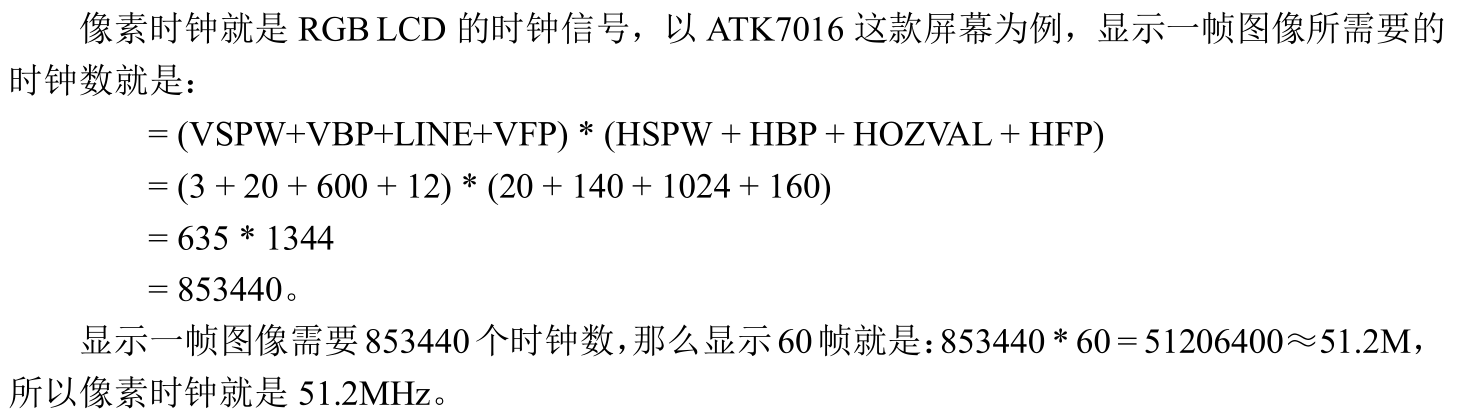 像素时钟就是 RGB LCD 的时钟信号，以 ATK7016 这款屏幕为例，显示一帧图像所需要的
时钟数就是：
= (VSPW+VBP+LINE+VFP) * (HSPW + HBP + HOZVAL + HFP)
= (3 + 20 + 600 + 12) * (20 + 140 + 1024 + 160)
= 635 * 1344
= 853440。
显示一帧图像需要 853440 个时钟数，那么显示 60 帧就是：853440 * 60 = 51206400≈51.2M，
所以像素时钟就是 51.2MHz。